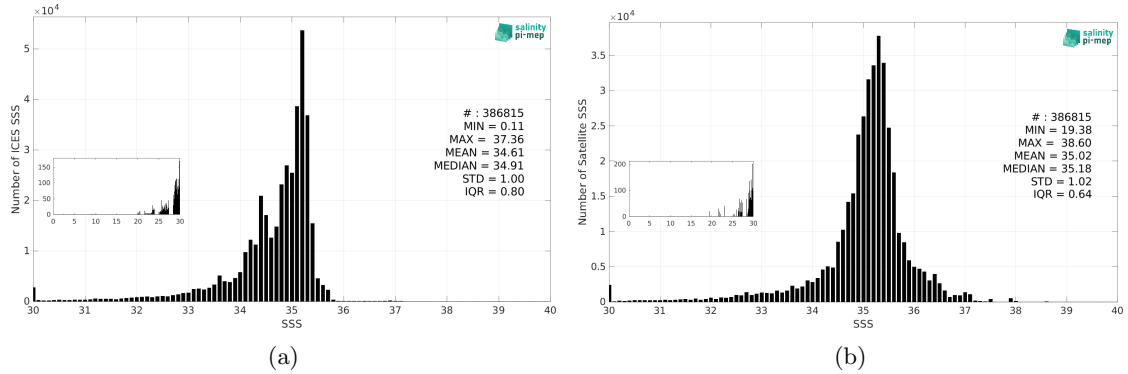 ×10⁴
salinity
pi-mep
5
4
3
2
1
0
Number of ICES SSS
# : 386815
MIN = 0.11
MAX = 37.36
MEAN = 34.61
MEDIAN = 34.91
STD = 1.00
IQR = 0.80
150
100
50
0
0 5 10 15 20 25 30
30 31 32 33 34 35 36 37 38 39 40
SSS
(a)
×10⁴
salinity
pi-mep
3.5
3
2.5
2
1.5
1
0.5
0
Number of Satellite SSS
# : 386815
MIN = 19.38
MAX = 38.60
MEAN = 35.02
MEDIAN = 35.18
STD = 1.02
IQR = 0.64
200
100
0
0 5 10 15 20 25 30
30 31 32 33 34 35 36 37 38 39 40
SSS
(b)